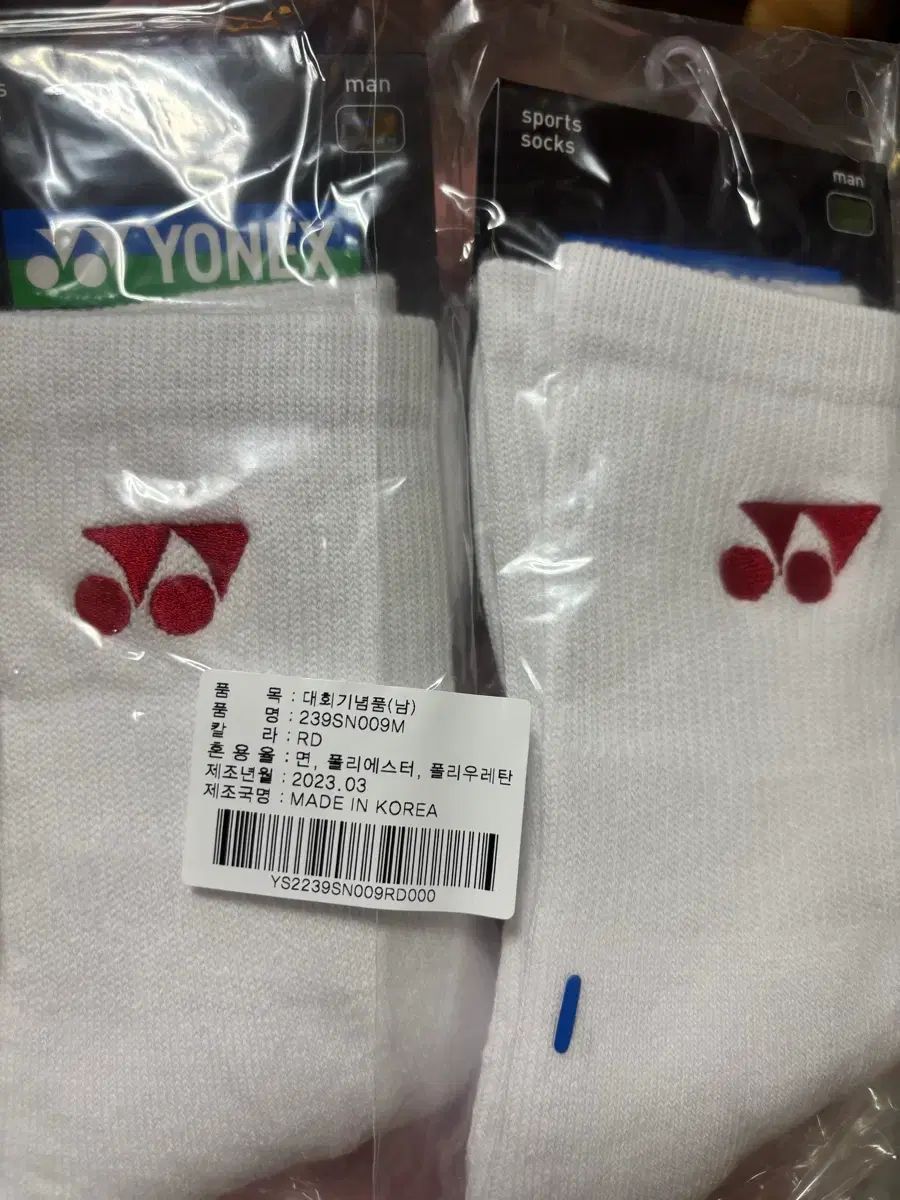 man
YONEX
sports
socks
man
품 목 : 대회기념품(남)
품 명 : 239SN009M
칼 라 : RD
혼 용 율 : 면, 폴리에스터, 폴리우레탄
제조년월 : 2023.03
제조국명 : MADE IN KOREA
YS2239SN009RD000